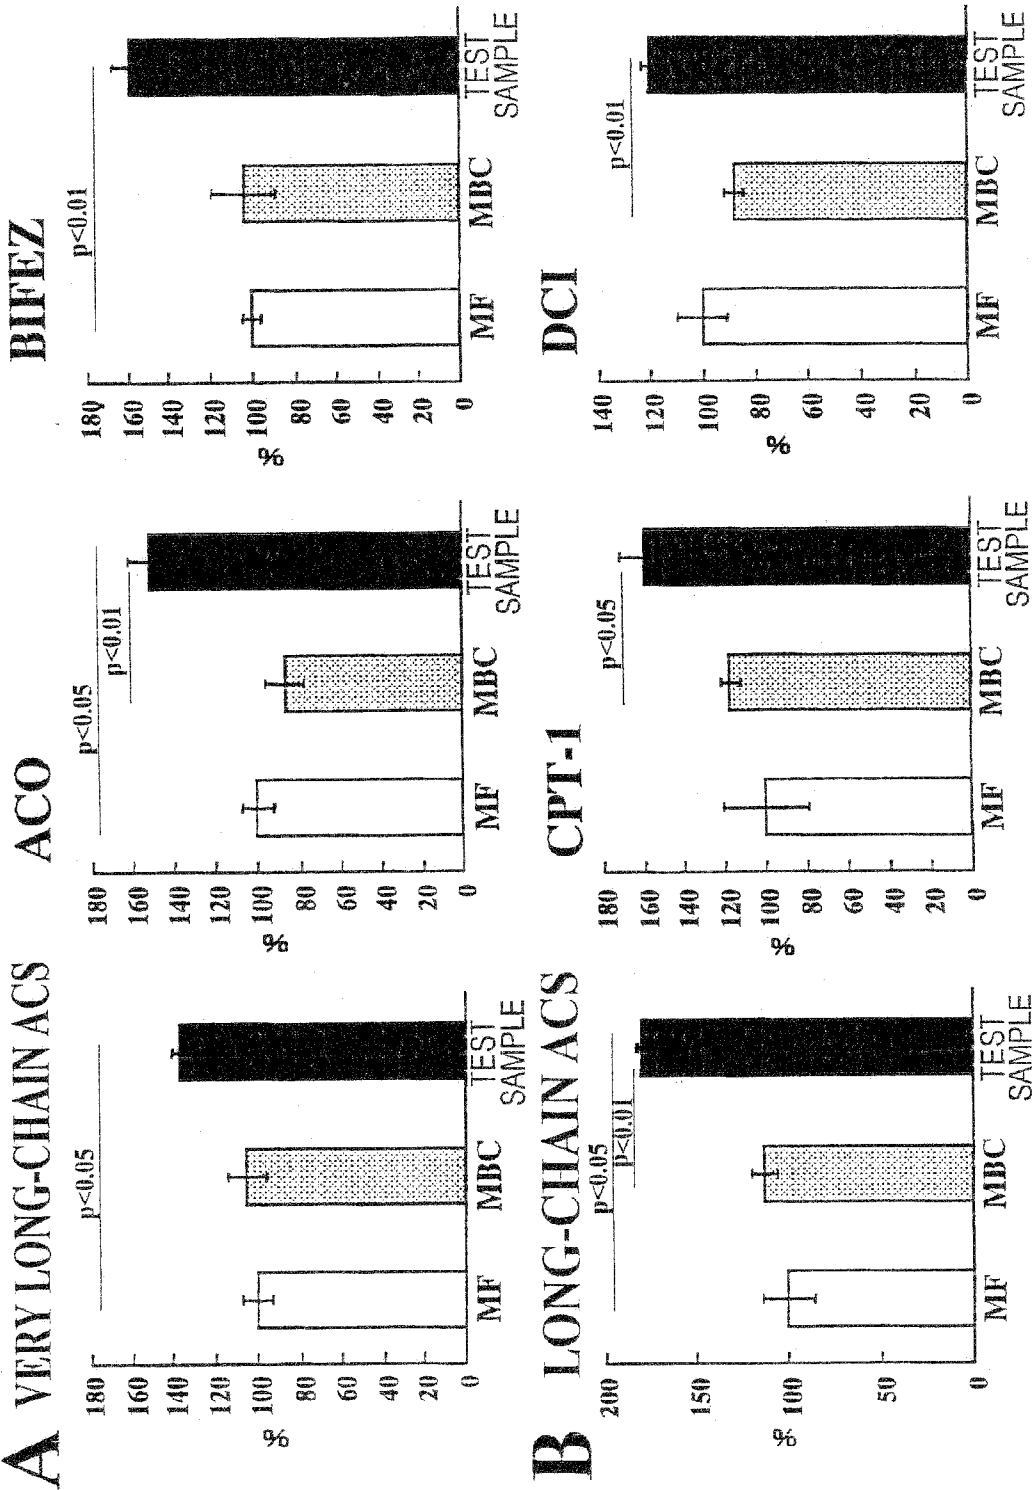 A VERY LONG-CHAIN ACS
%
180
160
140
120
100
80
60
40
20
0
p<0.05
MF
MBC
TEST
SAMPLE
ACO
%
180
160
140
120
100
80
60
40
20
0
p<0.05
p<0.01
MF
MBC
TEST
SAMPLE
BIFEZ
%
180
160
140
120
100
80
60
40
20
0
p<0.01
MF
MBC
TEST
SAMPLE
B LONG-CHAIN ACS
%
200
150
100
50
0
p<0.05
p<0.01
MF
MBC
TEST
SAMPLE
CPT-1
%
180
160
140
120
100
80
60
40
20
0
p<0.05
MF
MBC
TEST
SAMPLE
DCI
%
140
120
100
80
60
40
20
0
p<0.01
MF
MBC
TEST
SAMPLE